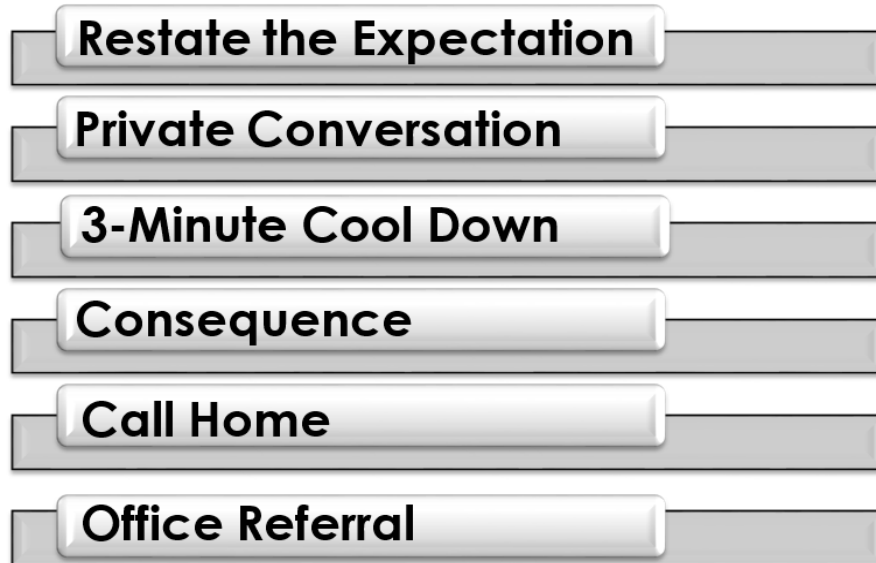 Restate the Expectation
Private Conversation
3-Minute Cool Down
Consequence
Call Home
Office Referral